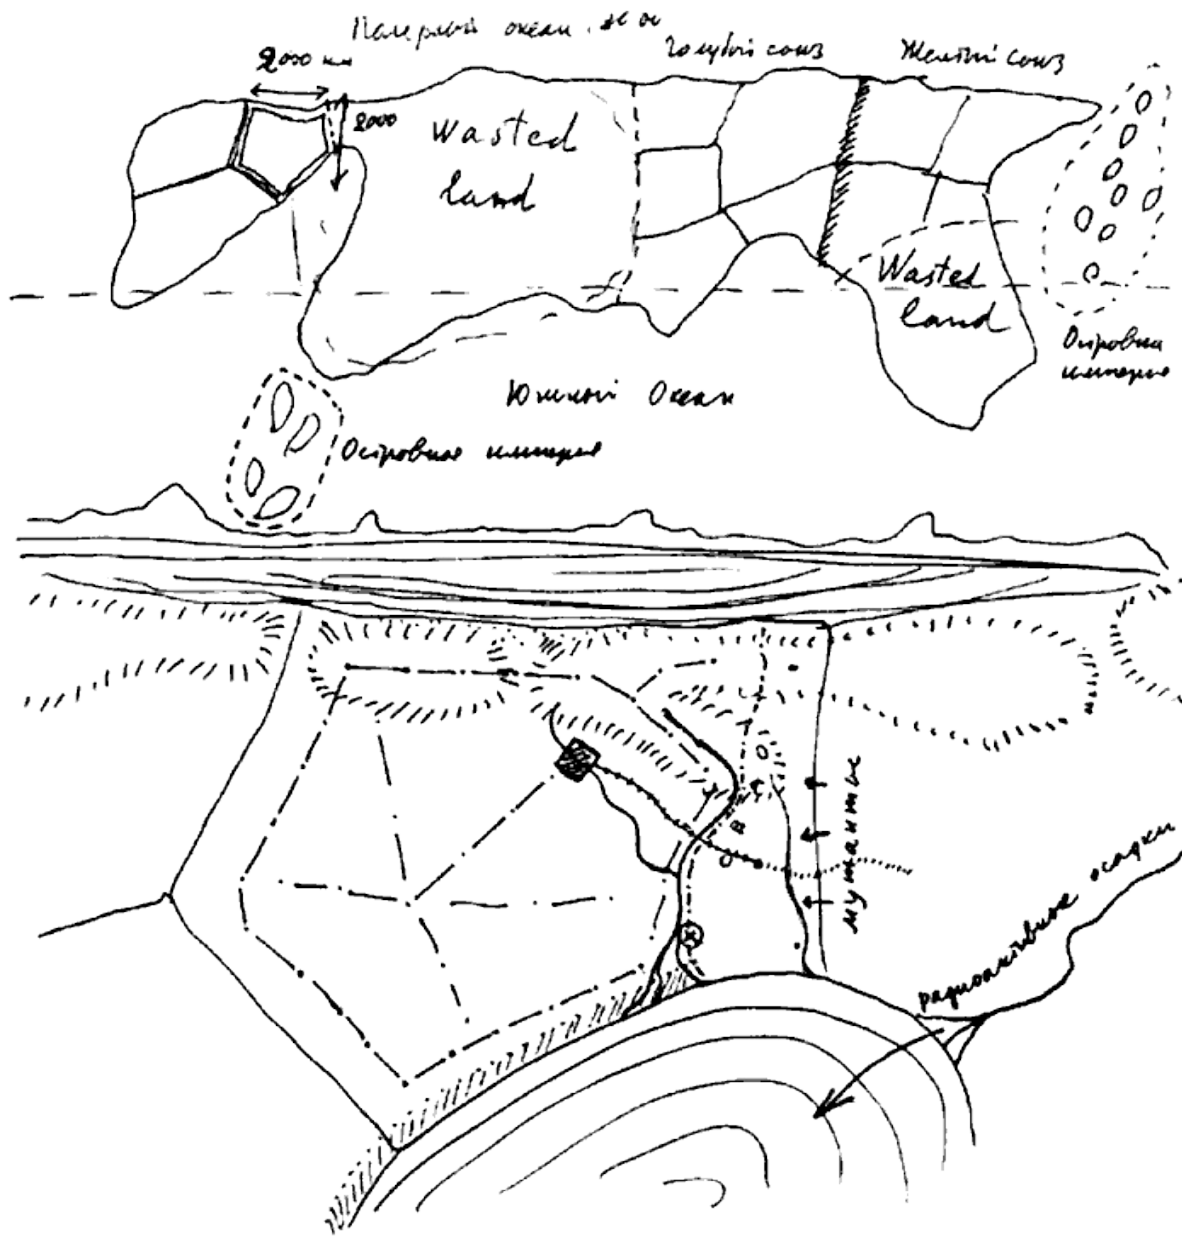 океан
2000 км
2000
Голубой союз
Желтый союз
Wasted
land
Wasted
land
Островная
империя
Южный Океан
Островная империя
мутанты
радиоактивные осадки